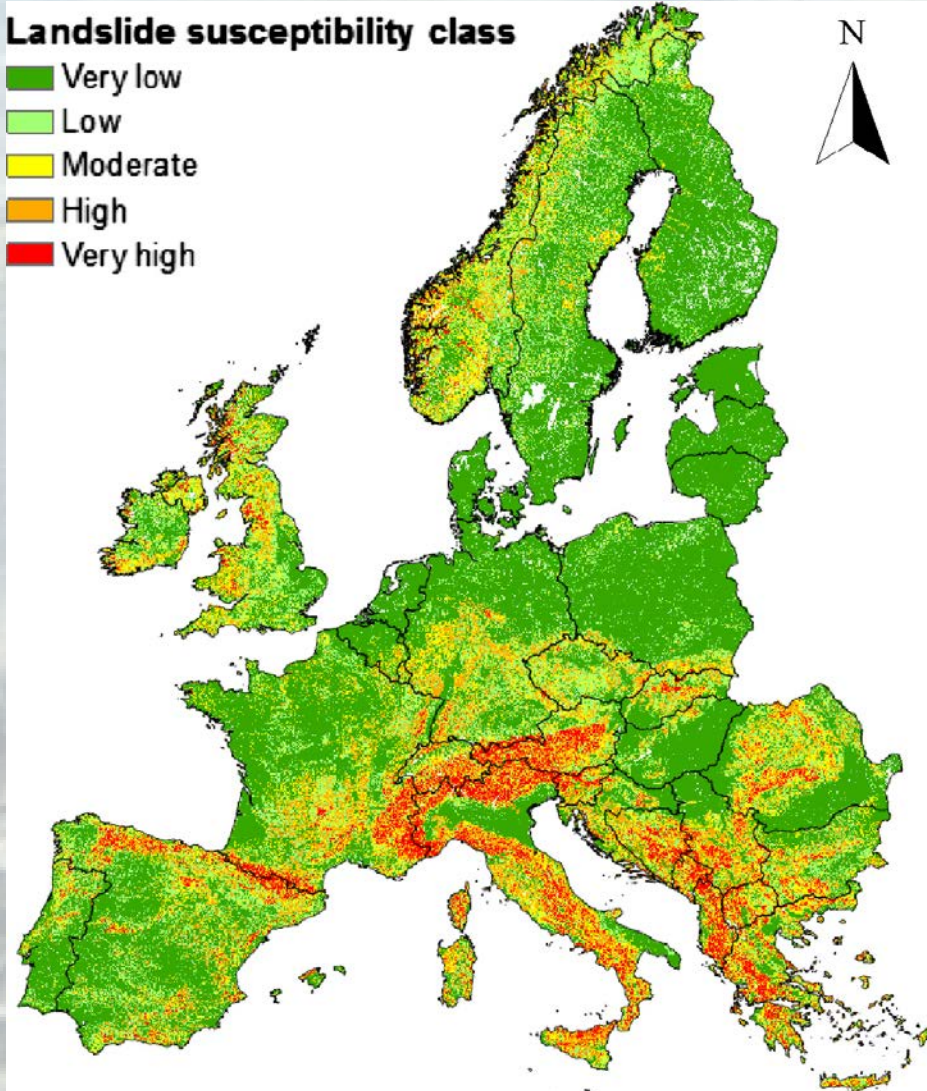 Landslide susceptibility class
Very low
Low
Moderate
High
Very high
N